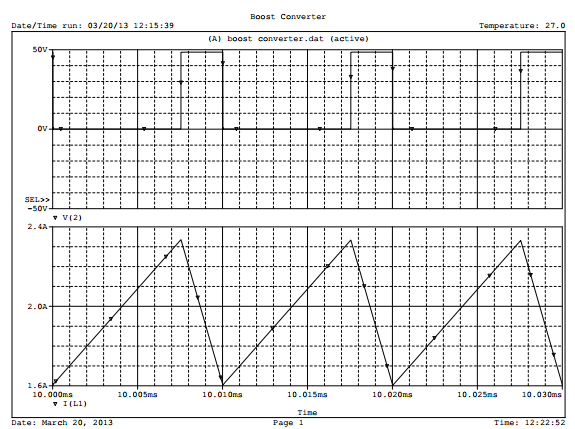 Boost Converter
Date/Time run: 03/20/13 12:15:39 Temperature: 27.0
(A) boost converter.dat (active)
50V
0V
SEL>>
-50V
V(2)
2.4A
2.0A
1.6A
10.000ms 10.005ms 10.010ms 10.015ms 10.020ms 10.025ms 10.030ms
I(L1)
Time
Date: March 20, 2013 Page 1 Time: 12:22:52